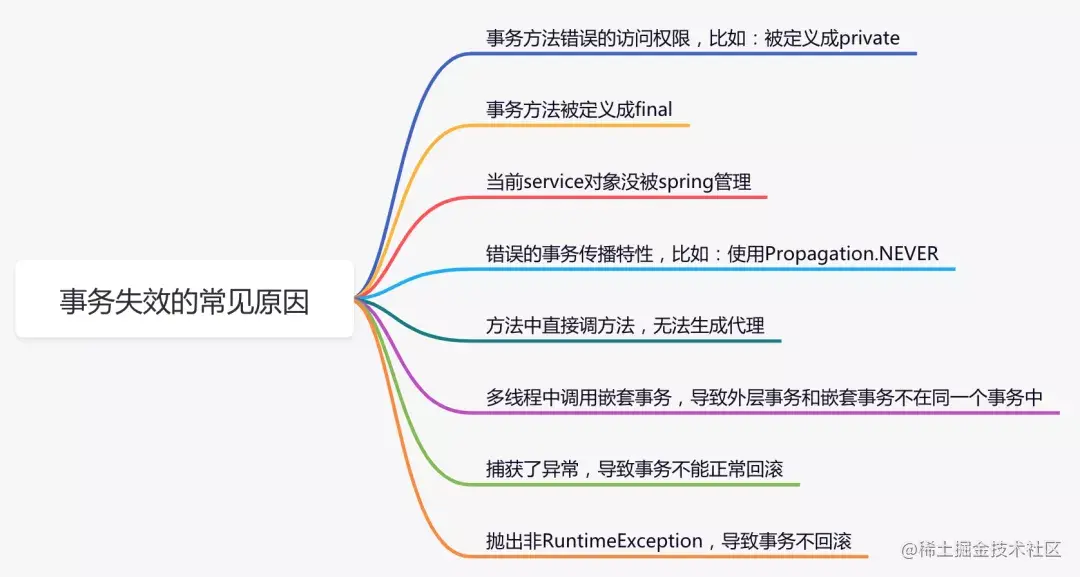 事务方法错误的访问权限，比如：被定义成private
事务方法被定义成final
当前service对象没被spring管理
错误的事务传播特性，比如：使用Propagation.NEVER
事务失效的常见原因
方法中直接调方法，无法生成代理
多线程中调用嵌套事务，导致外层事务和嵌套事务不在同一个事务中
捕获了异常，导致事务不能正常回滚
抛出非RuntimeException，导致事务不回滚
@稀土掘金技术社区